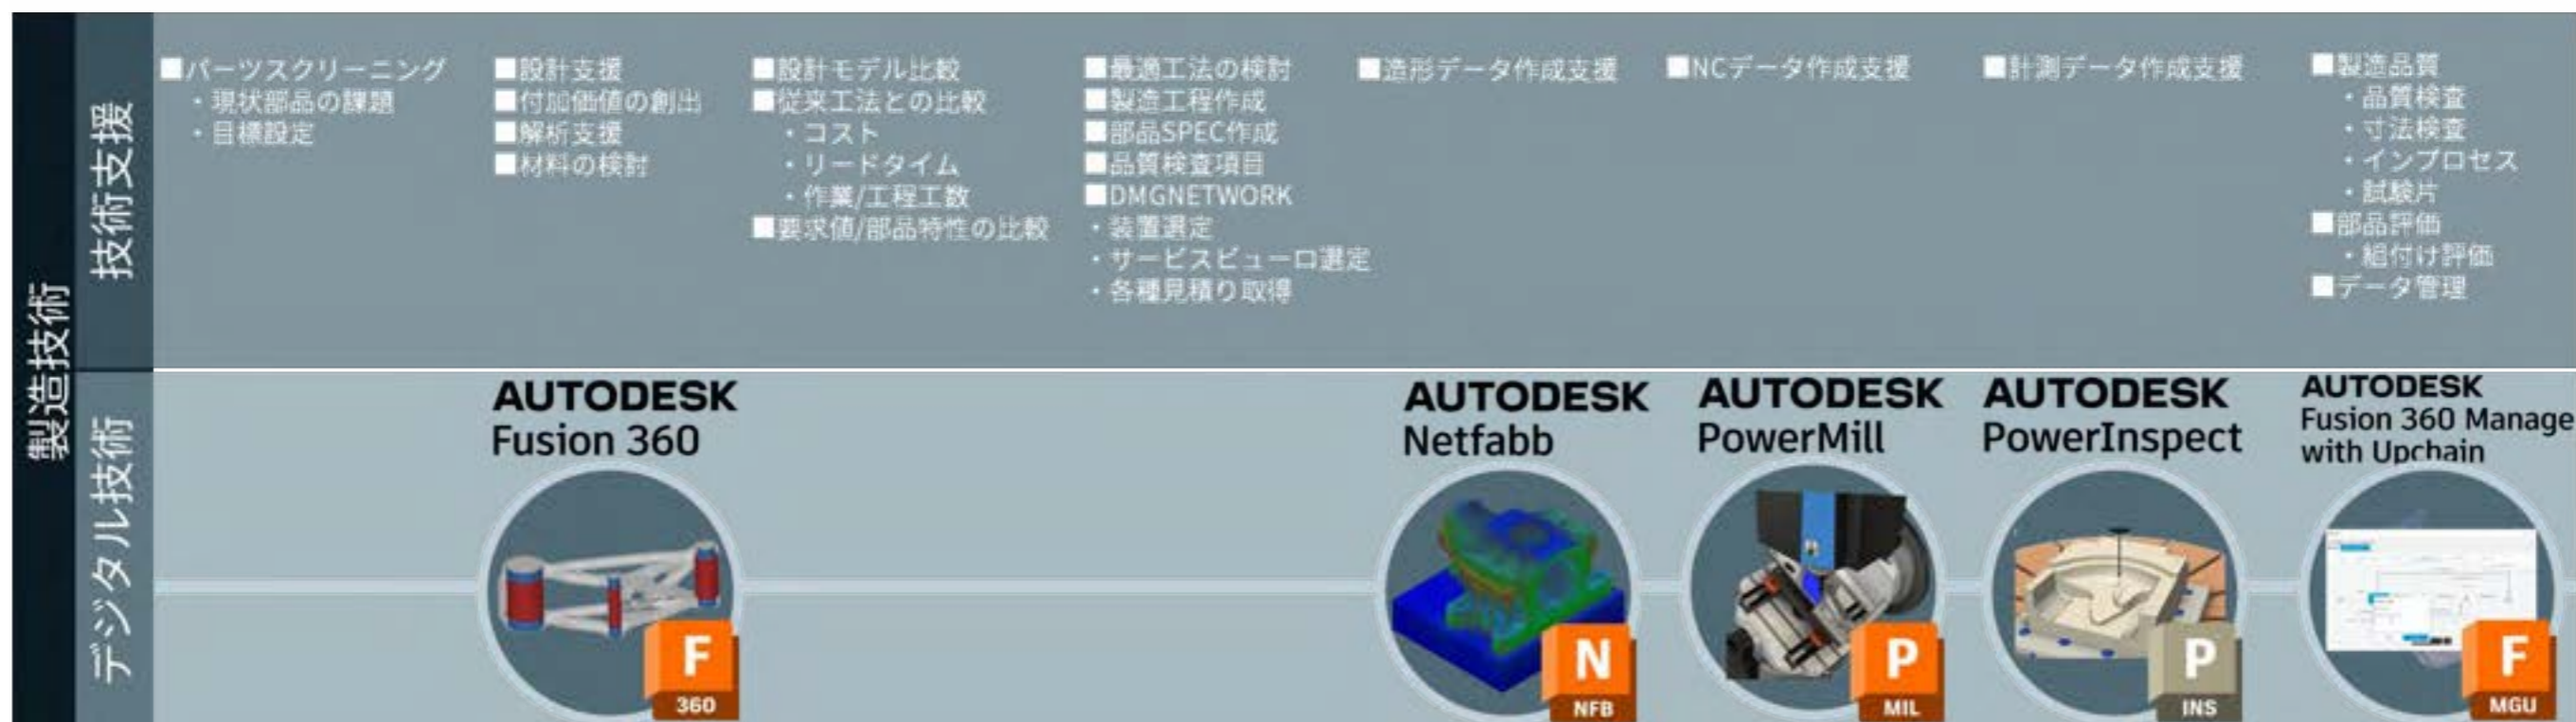 製造技術
技術支援
■パーツスクリーニング
・現状部品の課題
・目標設定
■設計支援
■付加価値の創出
■解析支援
■材料の検討
■設計モデル比較
■従来工法との比較
・コスト
・リードタイム
・作業/工程工数
■要求値/部品特性の比較
■最適工法の検討
■製造工程作成
■部品SPEC作成
■品質検査項目
■DMGNETWORK
・装置選定
・サービスビューロ選定
・各種見積り取得
■造形データ作成支援
■NCデータ作成支援
■計測データ作成支援
■製造品質
・品質検査
・寸法検査
・インプロセス
・試験片
■部品評価
・組付け評価
■データ管理
デジタル技術
AUTODESK
Fusion 360
F
360
AUTODESK
Netfabb
N
NFB
AUTODESK
PowerMill
P
MIL
AUTODESK
PowerInspect
P
INS
AUTODESK
Fusion 360 Manage
with Upchain
F
MGU